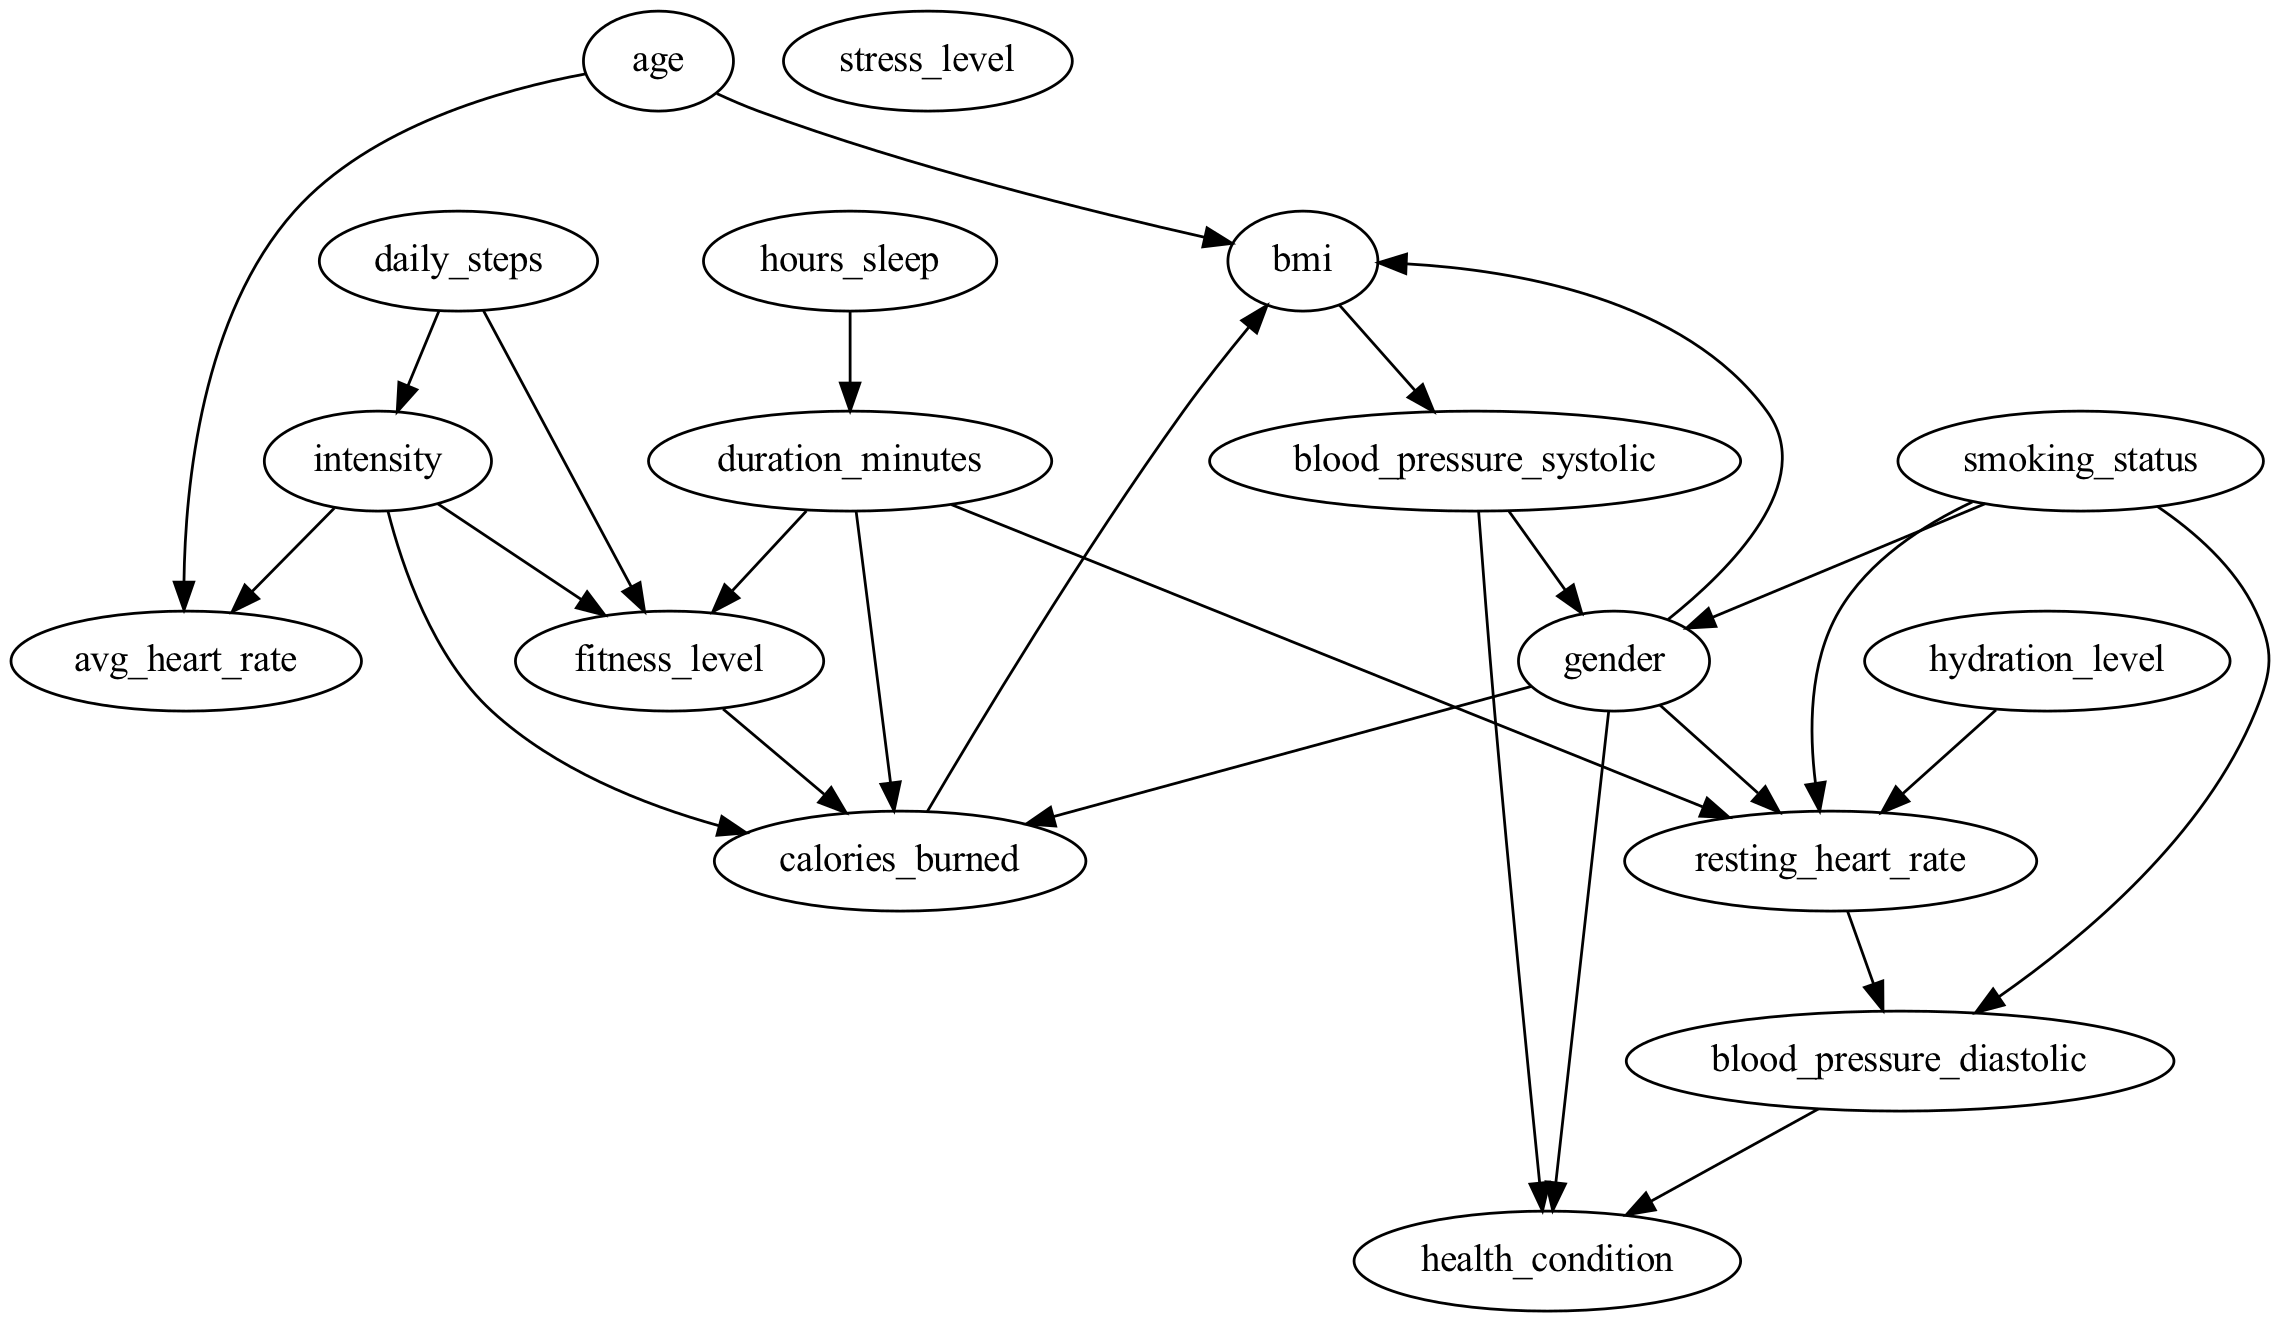 age
stress_level
daily_steps
hours_sleep
bmi
intensity
duration_minutes
blood_pressure_systolic
smoking_status
avg_heart_rate
fitness_level
gender
hydration_level
calories_burned
resting_heart_rate
blood_pressure_diastolic
health_condition